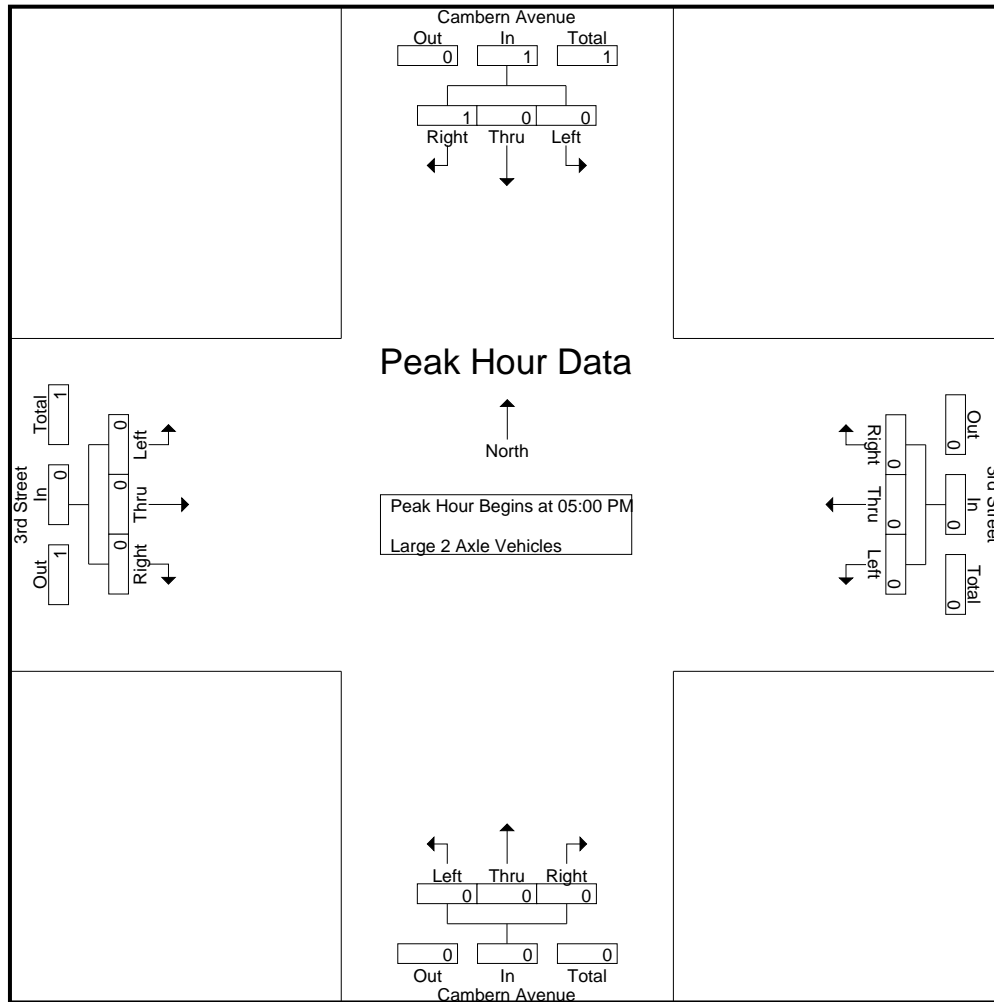 Cambern Avenue
Out In Total
0 1 1
1 0 0
Right Thru Left
Peak Hour Data
North
Peak Hour Begins at 05:00 PM
Large 2 Axle Vehicles
3rd Street
Total In Out
1 0 1
0 0 0
Left Thru Right
Right Thru Left
0 0 0
Out In Total
0 0 0
3rd Street
Left Thru Right
0 0 0
0 0 0
Out In Total
Cambern Avenue